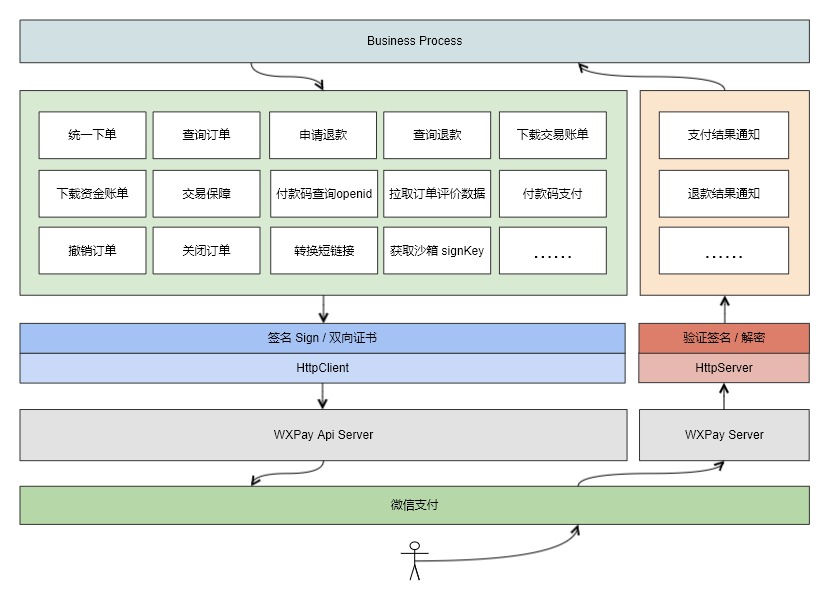 Business Process
统一下单
查询订单
申请退款
查询退款
下载交易账单
下载资金账单
交易保障
付款码查询openid
拉取订单评价数据
付款码支付
撤销订单
关闭订单
转换短链接
获取沙箱 signKey
......
支付结果通知
退款结果通知
......
签名 Sign / 双向证书
HttpClient
验证签名 / 解密
HttpServer
WXPay Api Server
WXPay Server
微信支付